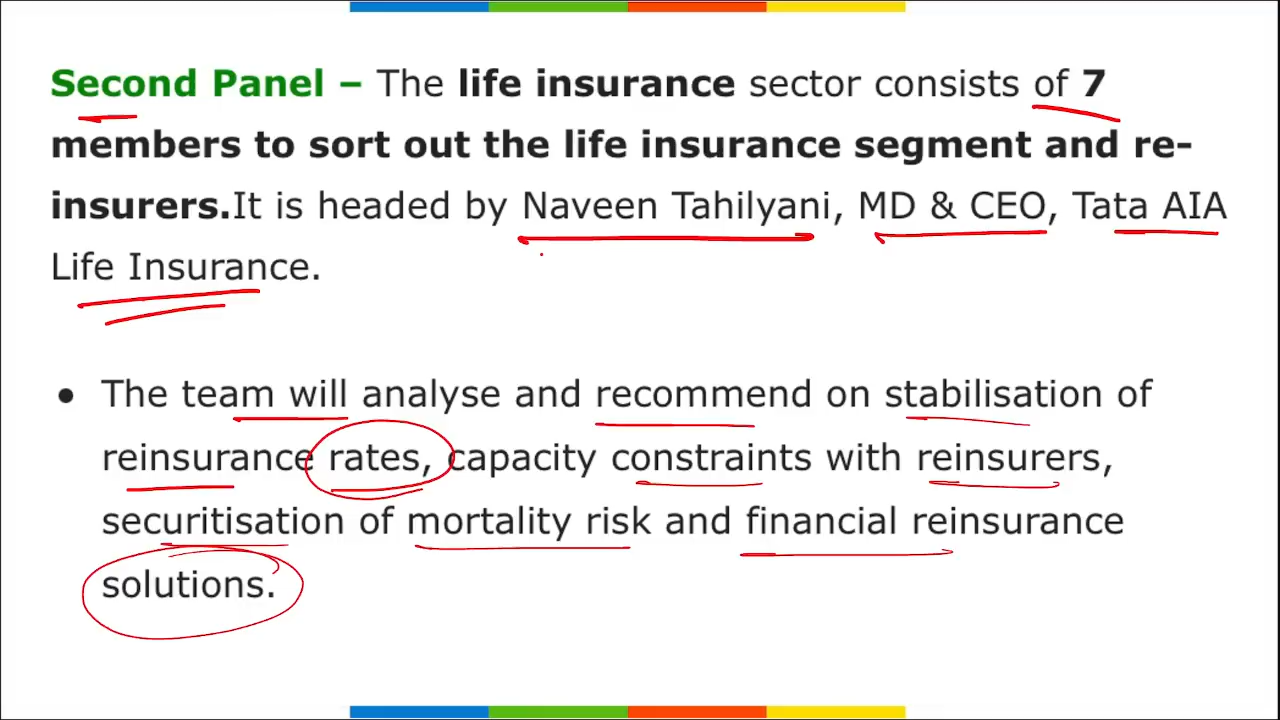 Second Panel – The life insurance sector consists of 7
members to sort out the life insurance segment and re-
insurers.It is headed by Naveen Tahilyani, MD & CEO, Tata AIA
Life Insurance.
• The team will analyse and recommend on stabilisation of
reinsurance rates, capacity constraints with reinsurers,
securitisation of mortality risk and financial reinsurance
solutions.